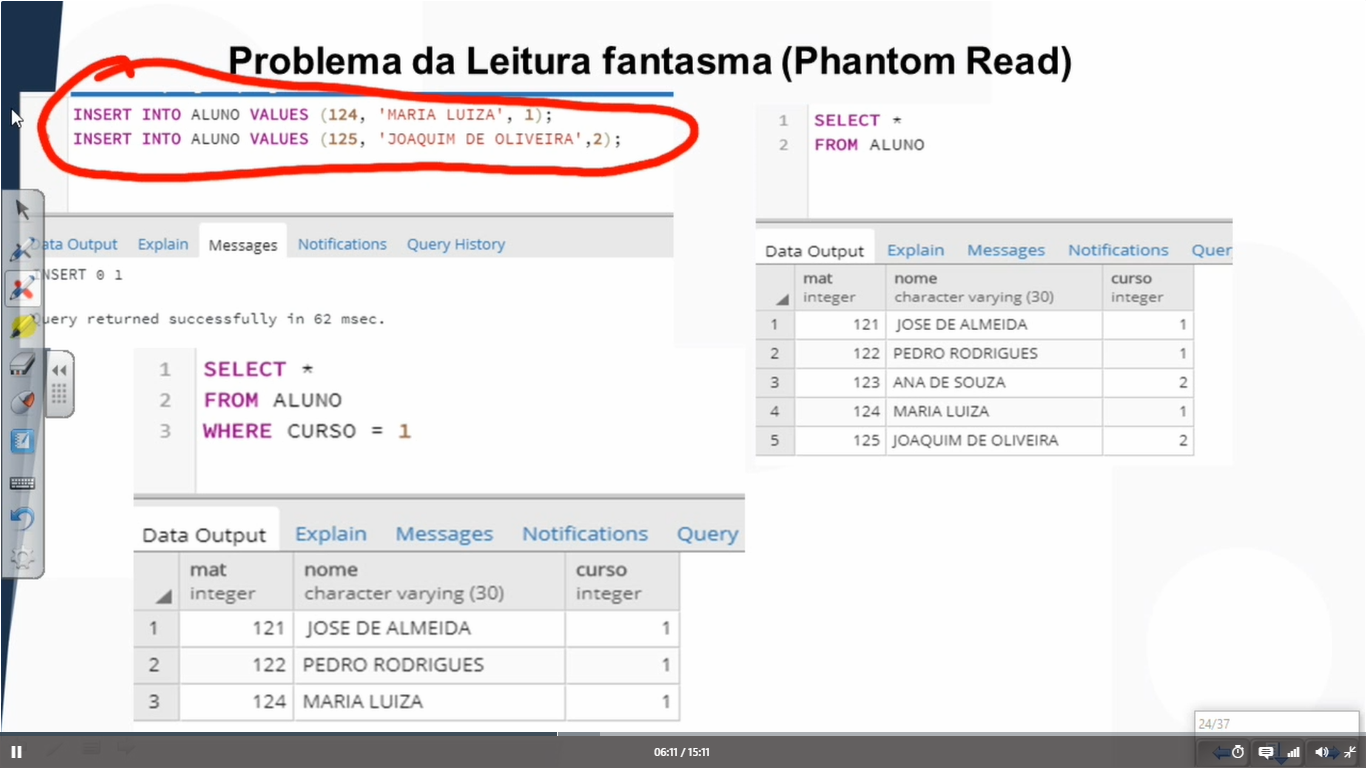 Problema da Leitura fantasma (Phantom Read)
INSERT INTO ALUNO VALUES (124, 'MARIA LUIZA', 1);
INSERT INTO ALUNO VALUES (125, 'JOAQUIM DE OLIVEIRA',2);
Data Output Explain Messages Notifications Query History
INSERT 0 1
Query returned successfully in 62 msec.
1 SELECT *
2 FROM ALUNO
3 WHERE CURSO = 1
Data Output Explain Messages Notifications Query
mat nome curso
integer character varying (30) integer
1 121 JOSE DE ALMEIDA 1
2 122 PEDRO RODRIGUES 1
3 124 MARIA LUIZA 1
1 SELECT *
2 FROM ALUNO
Data Output Explain Messages Notifications Quer
mat nome curso
integer character varying (30) integer
1 121 JOSE DE ALMEIDA 1
2 122 PEDRO RODRIGUES 1
3 123 ANA DE SOUZA 2
4 124 MARIA LUIZA 1
5 125 JOAQUIM DE OLIVEIRA 2
24/37
06:11 / 15:11